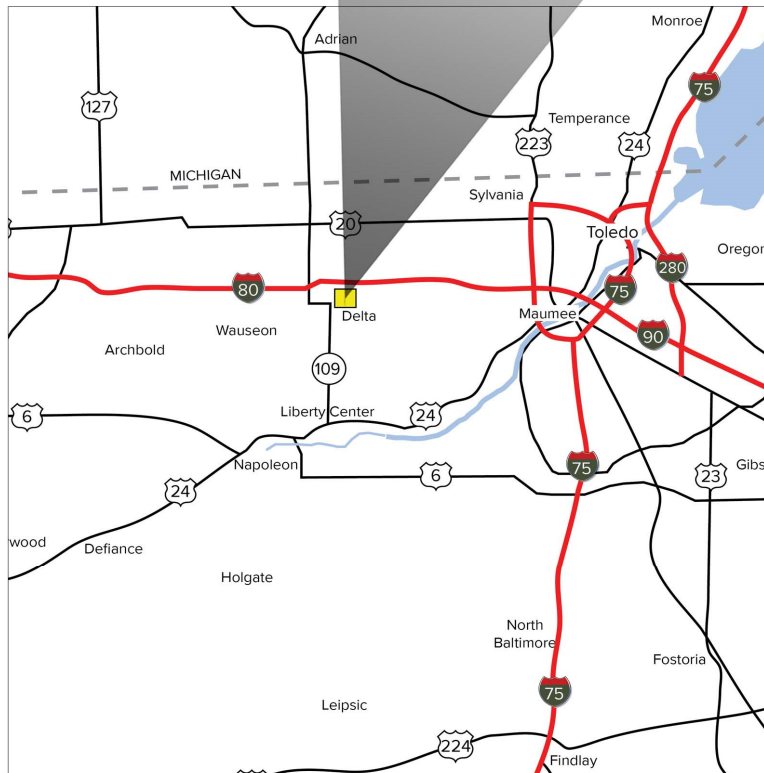 Monroe
Adrian
75
127
Temperance
223
24
MICHIGAN
Sylvania
20
Toledo
Oregon
280
80
75
Delta
Maumee
Wauseon
90
Archbold
109
Liberty Center
24
6
Napoleon
75
Gibs
6
23
24
rwood
Defiance
Holgate
North
Baltimore
Fostoria
75
Leipsic
224
Findlay